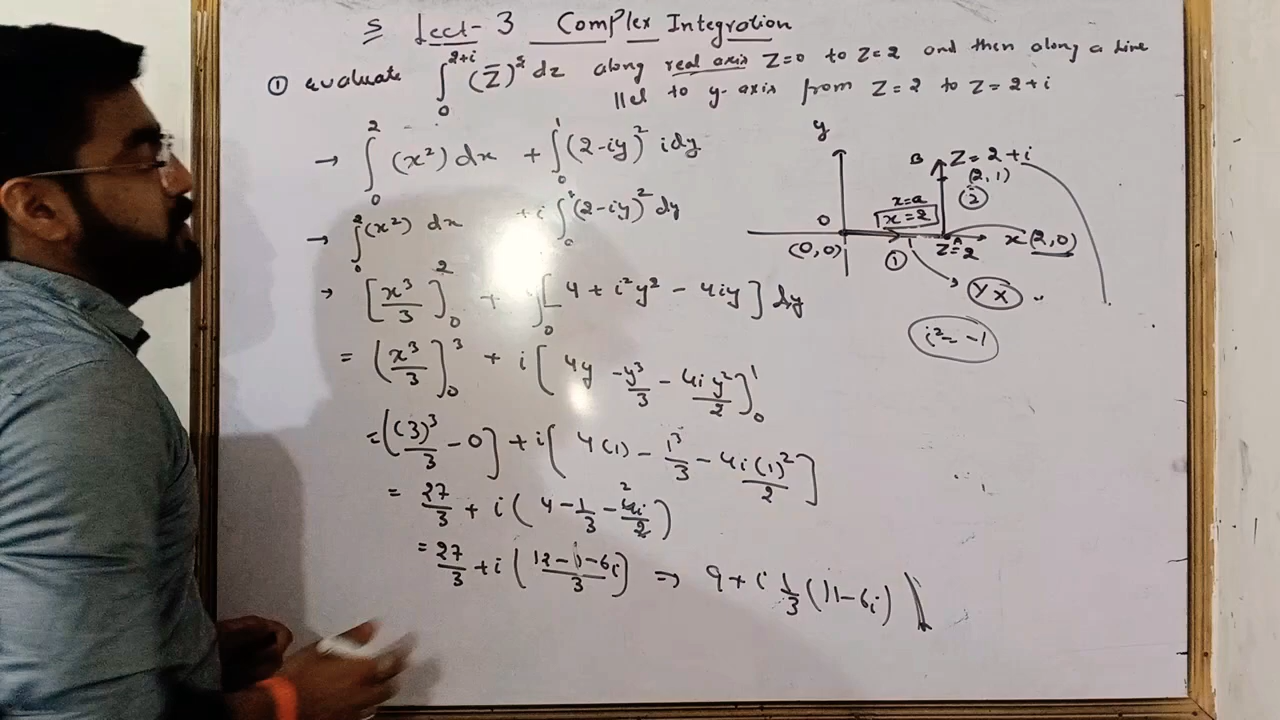 Lect-3 Complex Integration
① evaluate ∫₀^{2+i} (z̄)² dz along real axis Z=0 to Z=2 and then along a line
||el to y-axis from Z=2 to Z=2+i
→ ∫₀² (x²) dx + ∫₀¹ (2-iy)² idy
→ ∫₀² (x²) dx + i ∫₀¹ (2-iy)² dy
→ [x³/3]₀² + ∫₀ [4 + i²y² - 4iy] dy
= (x³/3]₀³ + i [4y - y³/3 - 4iy²/2]₀¹
= ((3)³/3 - 0] + i[4(1) - 1³/3 - 4i(1)²/2]
= 27/3 + i (4 - 1/3 - 4i/2)
2
= 27/3 + i (12-1-6i/3) ⇒ 9 + i 1/3 (11-6i)
y
B Z=2+i
(2,1)
②
x=a
x=2
0
(0,0)
①
A
Z=2
x (2,0)
YX
i²=-1